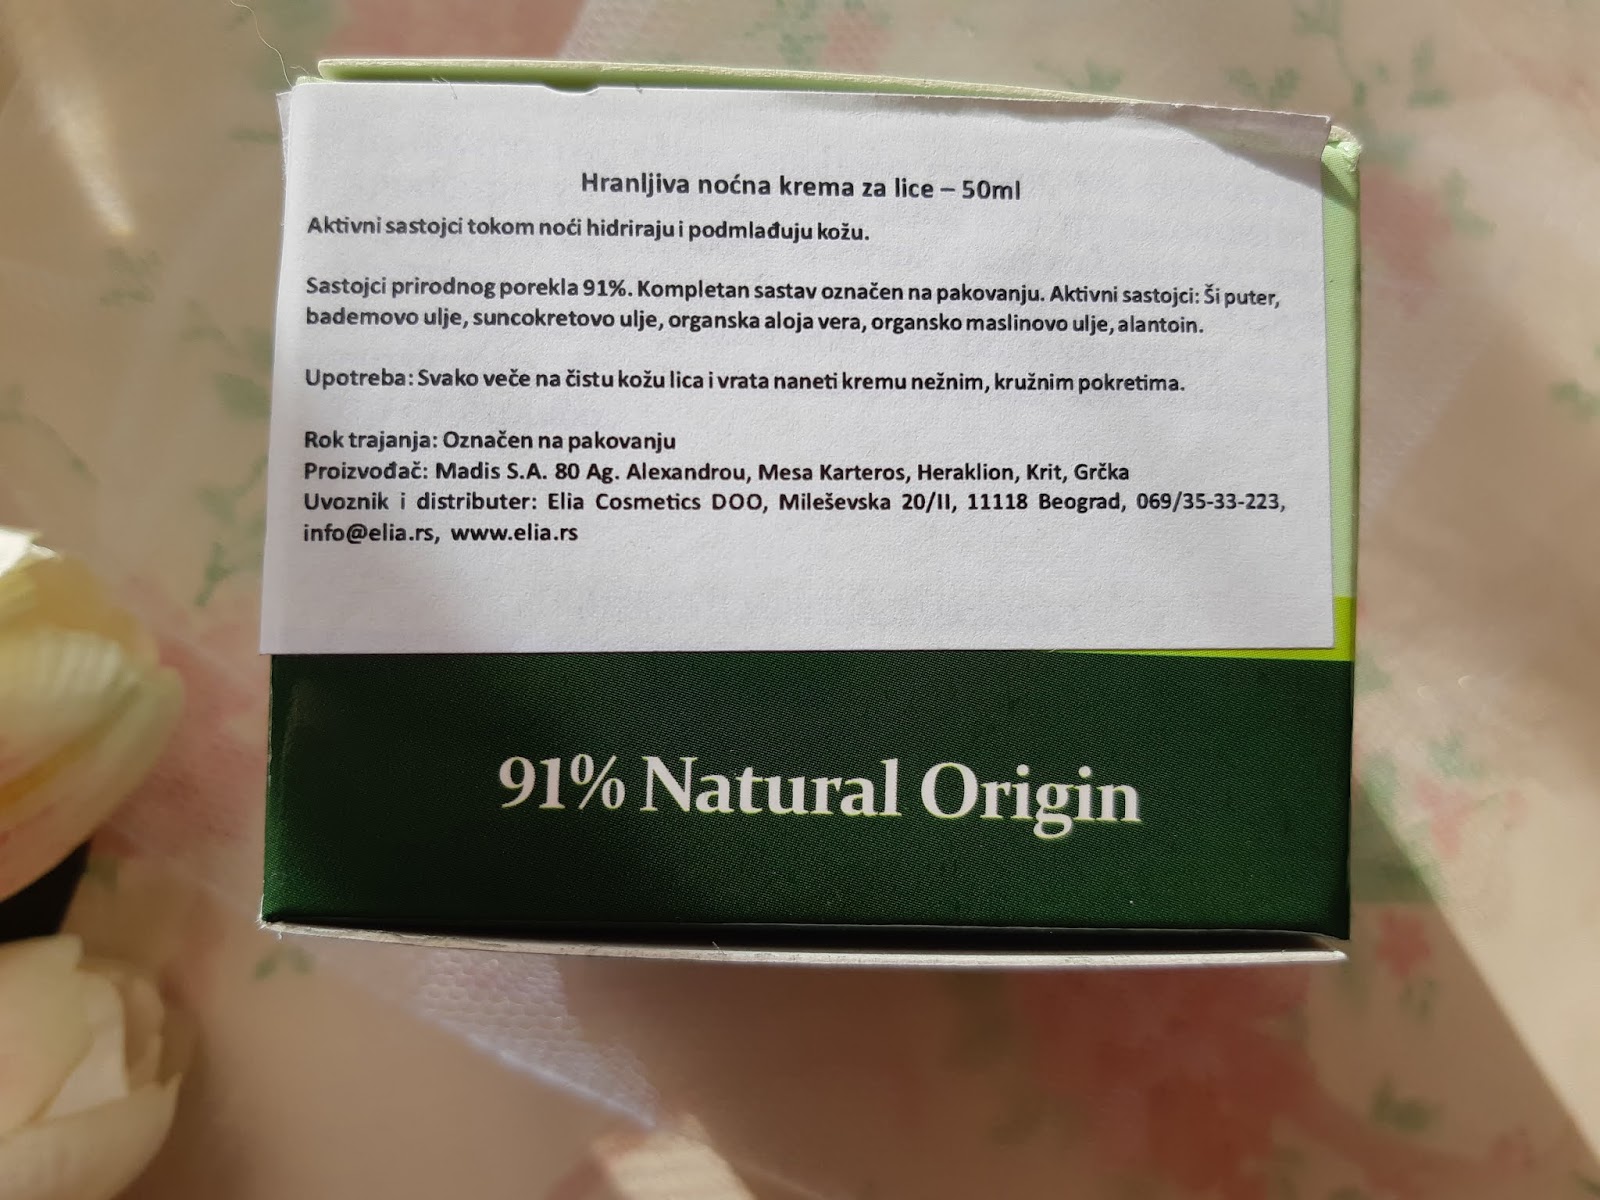 Hranljiva noćna krema za lice – 50ml
Aktivni sastojci tokom noći hidriraju i podmlađuju kožu.
Sastojci prirodnog porekla 91%. Kompletan sastav označen na pakovanju. Aktivni sastojci: Ši puter,
bademovo ulje, suncokretovo ulje, organska aloja vera, organsko maslinovo ulje, alantoin.
Upotreba: Svako veče na čistu kožu lica i vrata naneti kremu nežnim, kružnim pokretima.
Rok trajanja: Označen na pakovanju
Proizvođač: Madis S.A. 80 Ag. Alexandrou, Mesa Karteros, Heraklion, Krit, Grčka
Uvoznik i distributer: Elia Cosmetics DOO, Mileševska 20/II, 11118 Beograd, 069/35-33-223,
info@elia.rs, www.elia.rs
91% Natural Origin